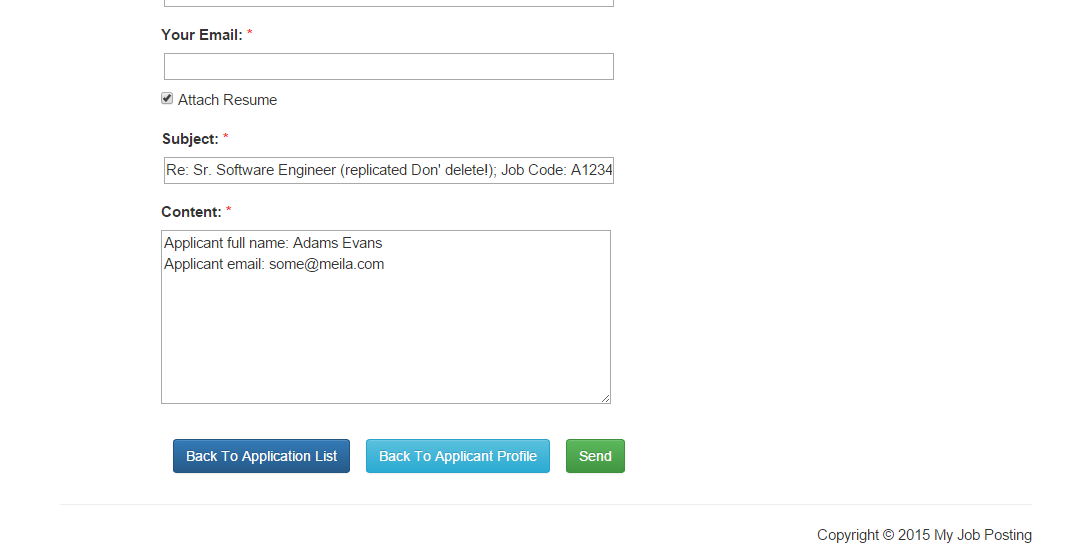 Your Email: *
Attach Resume
Subject: *
Re: Sr. Software Engineer (replicated Don' delete!); Job Code: A1234
Content: *
Applicant full name: Adams Evans
Applicant email: some@meila.com
Back To Application List Back To Applicant Profile Send
Copyright © 2015 My Job Posting